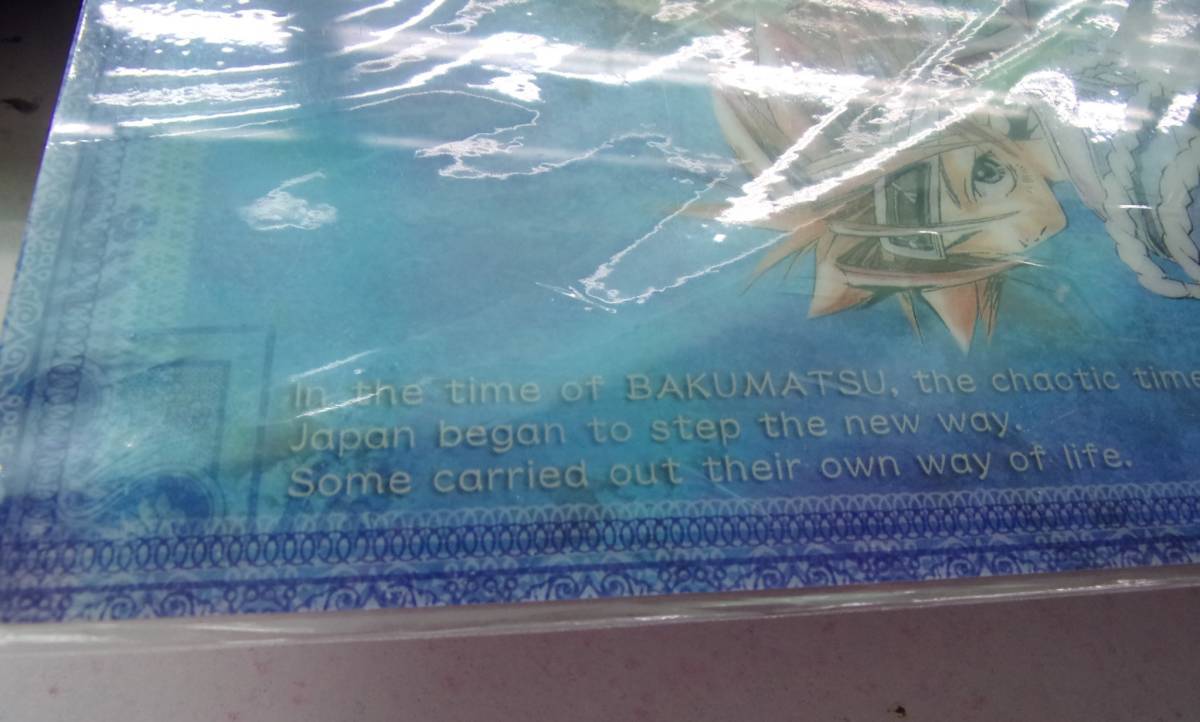 In the time of BAKUMATSU, the chaotic time
Japan began to step the new way.
Some carried out their own way of life.